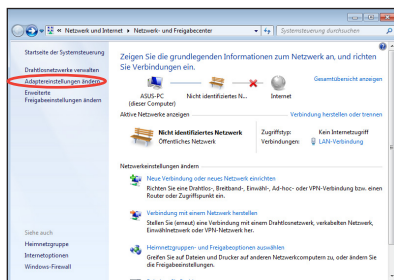 « Netzwerk und Internet ▸ Netzwerk- und Freigabecenter
Systemsteuerung durchsuchen
Startseite der Systemsteuerung
Drahtlosnetzwerke verwalten
Adaptereinstellungen ändern
Erweiterte
Freigabeeinstellungen ändern
Siehe auch
Heimnetzgruppe
Internetoptionen
Windows-Firewall
Zeigen Sie die grundlegenden Informationen zum Netzwerk an, und richten
Sie Verbindungen ein.
Gesamtübersicht anzeigen
ASUS-PC
(dieser Computer)
Nicht identifiziertes N...
Internet
Aktive Netzwerke anzeigen
Verbindung herstellen oder trennen
Nicht identifiziertes Netzwerk
Öffentliches Netzwerk
Zugriffstyp: Kein Internetzugriff
Verbindungen: LAN-Verbindung
Netzwerkeinstellungen ändern
Neue Verbindung oder neues Netzwerk einrichten
Richten Sie eine Drahtlos-, Breitband-, Einwähl-, Ad-hoc- oder VPN-Verbindung bzw. einen
Router oder Zugriffspunkt ein.
Verbindung mit einem Netzwerk herstellen
Stellen Sie (erneut) eine Verbindung mit einem Drahtlosnetzwerk, verkabelten Netzwerk,
Einwählnetzwerk oder VPN-Netzwerk her.
Heimnetzgruppen- und Freigabeoptionen auswählen
Greifen Sie auf Dateien und Drucker auf anderen Netzwerkcomputern zu, oder ändern Sie
die Freigabeeinstellungen.